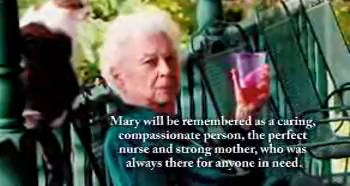 Mary will be remembered as a caring,
compassionate person, the perfect
nurse and strong mother, who was
always there for anyone in need.